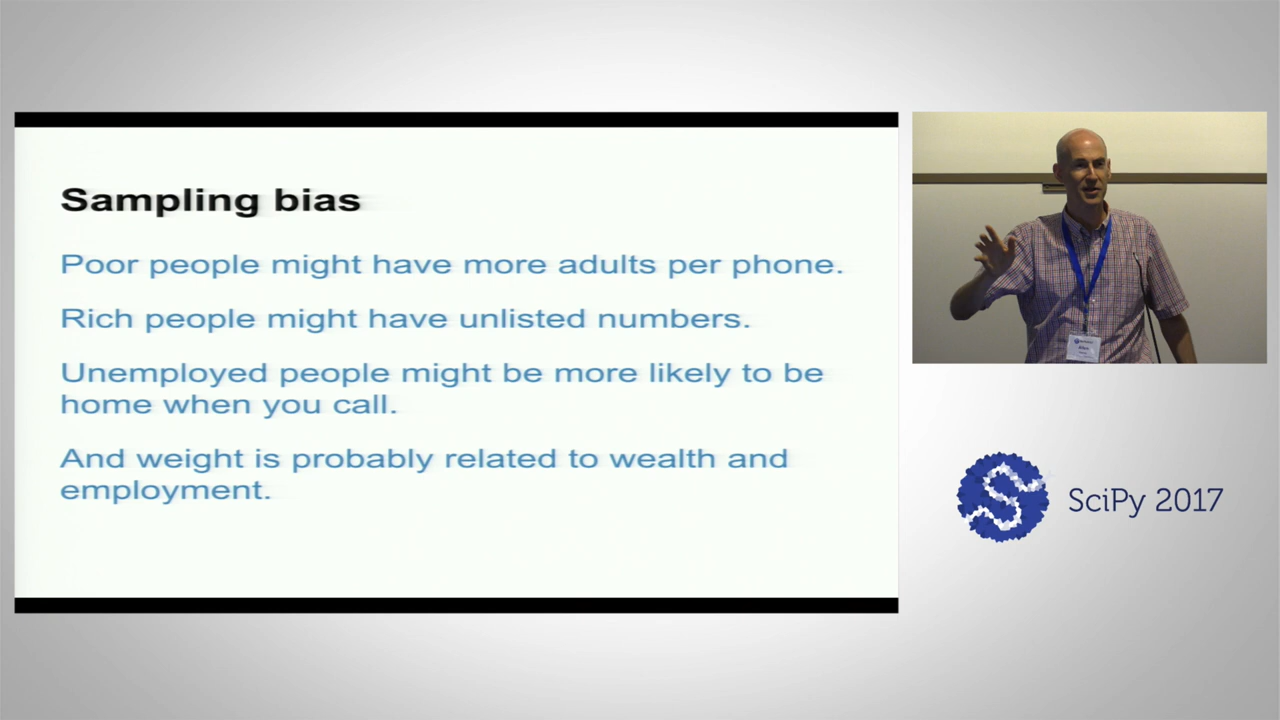 Sampling bias
Poor people might have more adults per phone.
Rich people might have unlisted numbers.
Unemployed people might be more likely to be
home when you call.
And weight is probably related to wealth and
employment.
SciPy 2017